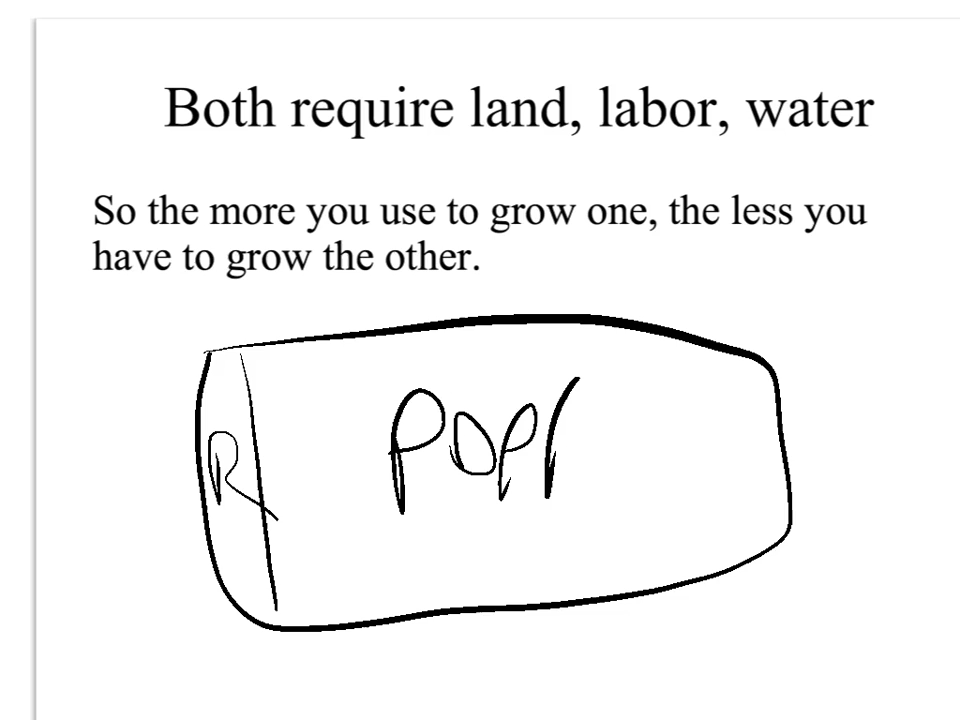 Both require land, labor, water
So the more you use to grow one, the less you
have to grow the other.
R